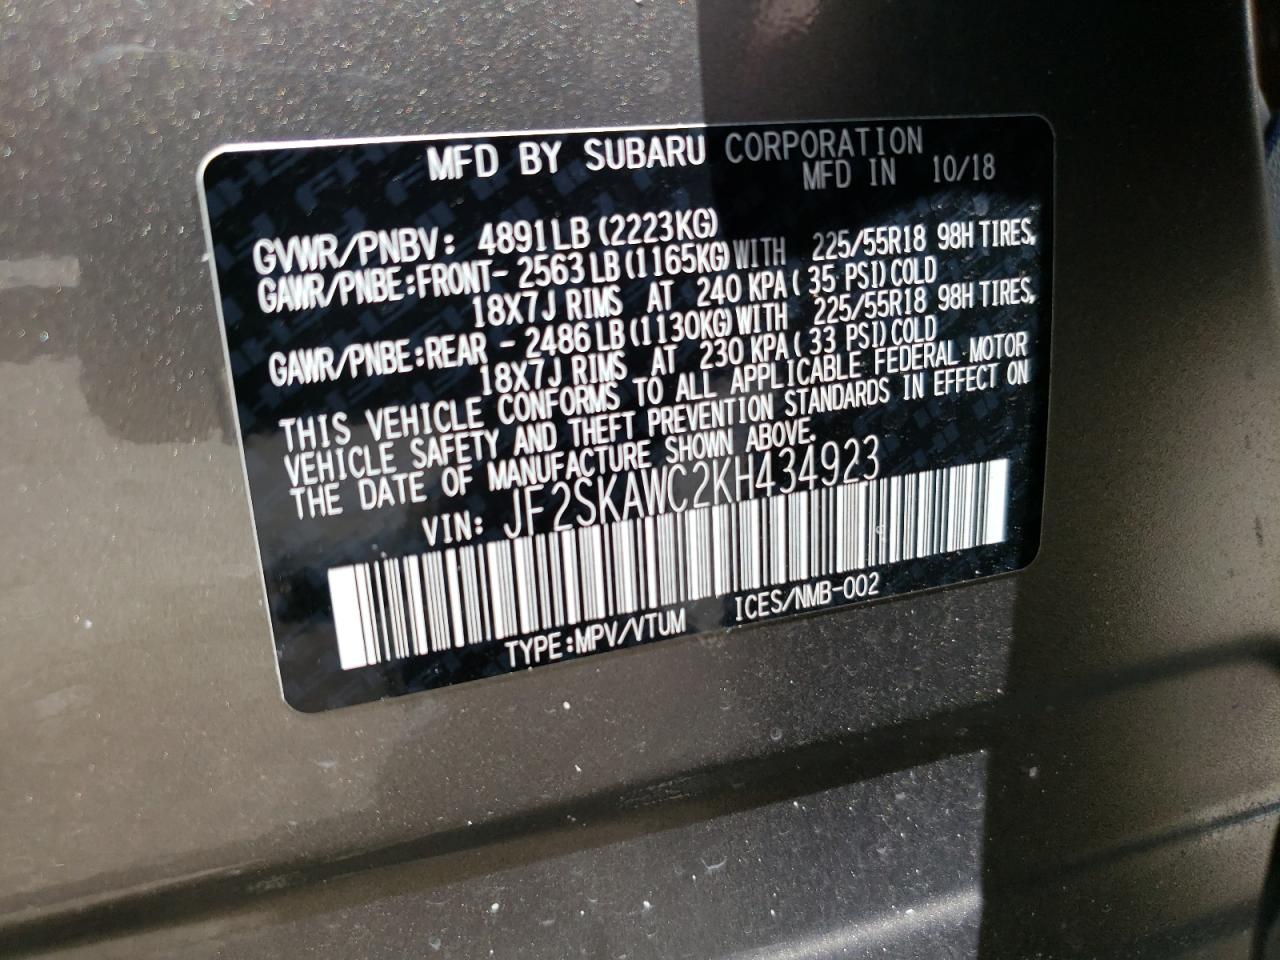 MFD BY SUBARU CORPORATION
MFD IN 10/18
GVWR/PNBV: 4891LB (2223KG)
GAWR/PNBE:FRONT- 2563LB (1165KG) WITH 225/55R18 98H TIRES,
18X7J RIMS AT 240 KPA ( 35 PSI) COLD
GAWR/PNBE:REAR - 2486LB (1130KG) WITH 225/55R18 98H TIRES,
18X7J RIMS AT 230 KPA ( 33 PSI) COLD
THIS VEHICLE CONFORMS TO ALL APPLICABLE FEDERAL MOTOR
VEHICLE SAFETY AND THEFT PREVENTION STANDARDS IN EFFECT ON
THE DATE OF MANUFACTURE SHOWN ABOVE.
VIN: JF2SKAWC2KH434923
TYPE:MPV/VTUM ICES/NMB-002